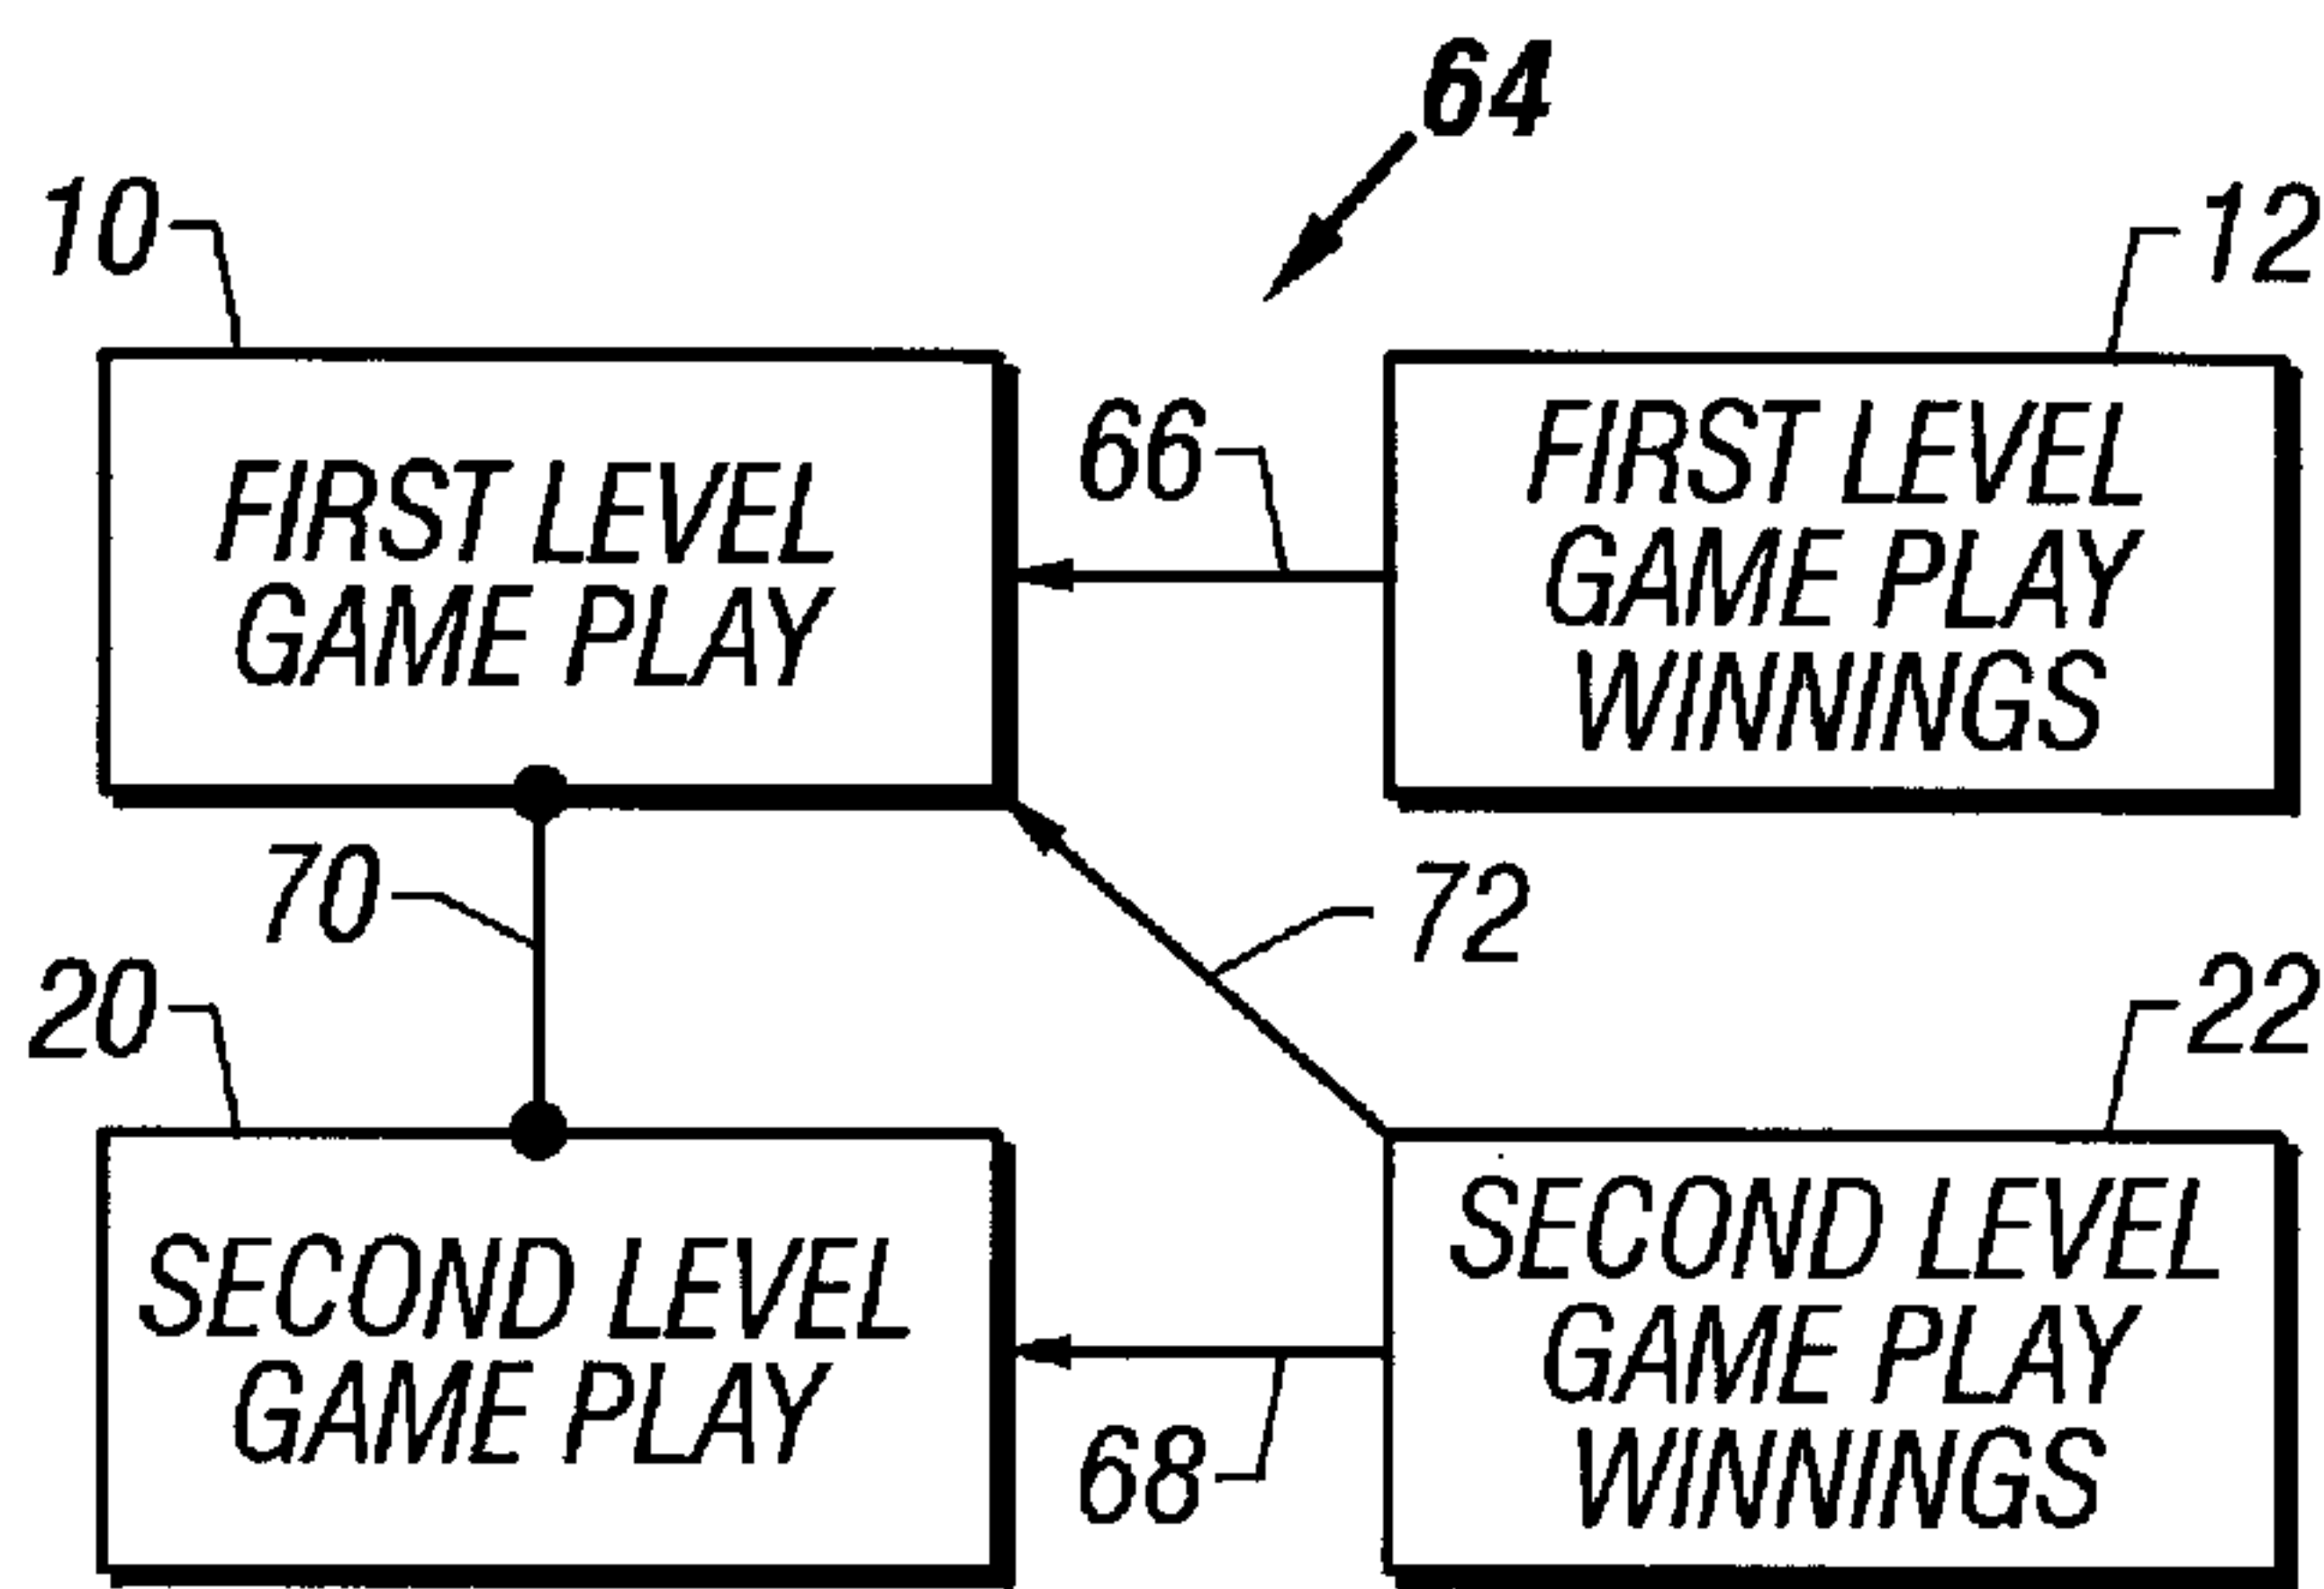 64
10
12
FIRST LEVEL
GAME PLAY
66
FIRST LEVEL
GAME PLAY
WINNINGS
70
72
20
22
SECOND LEVEL
GAME PLAY
68
SECOND LEVEL
GAME PLAY
WINNINGS